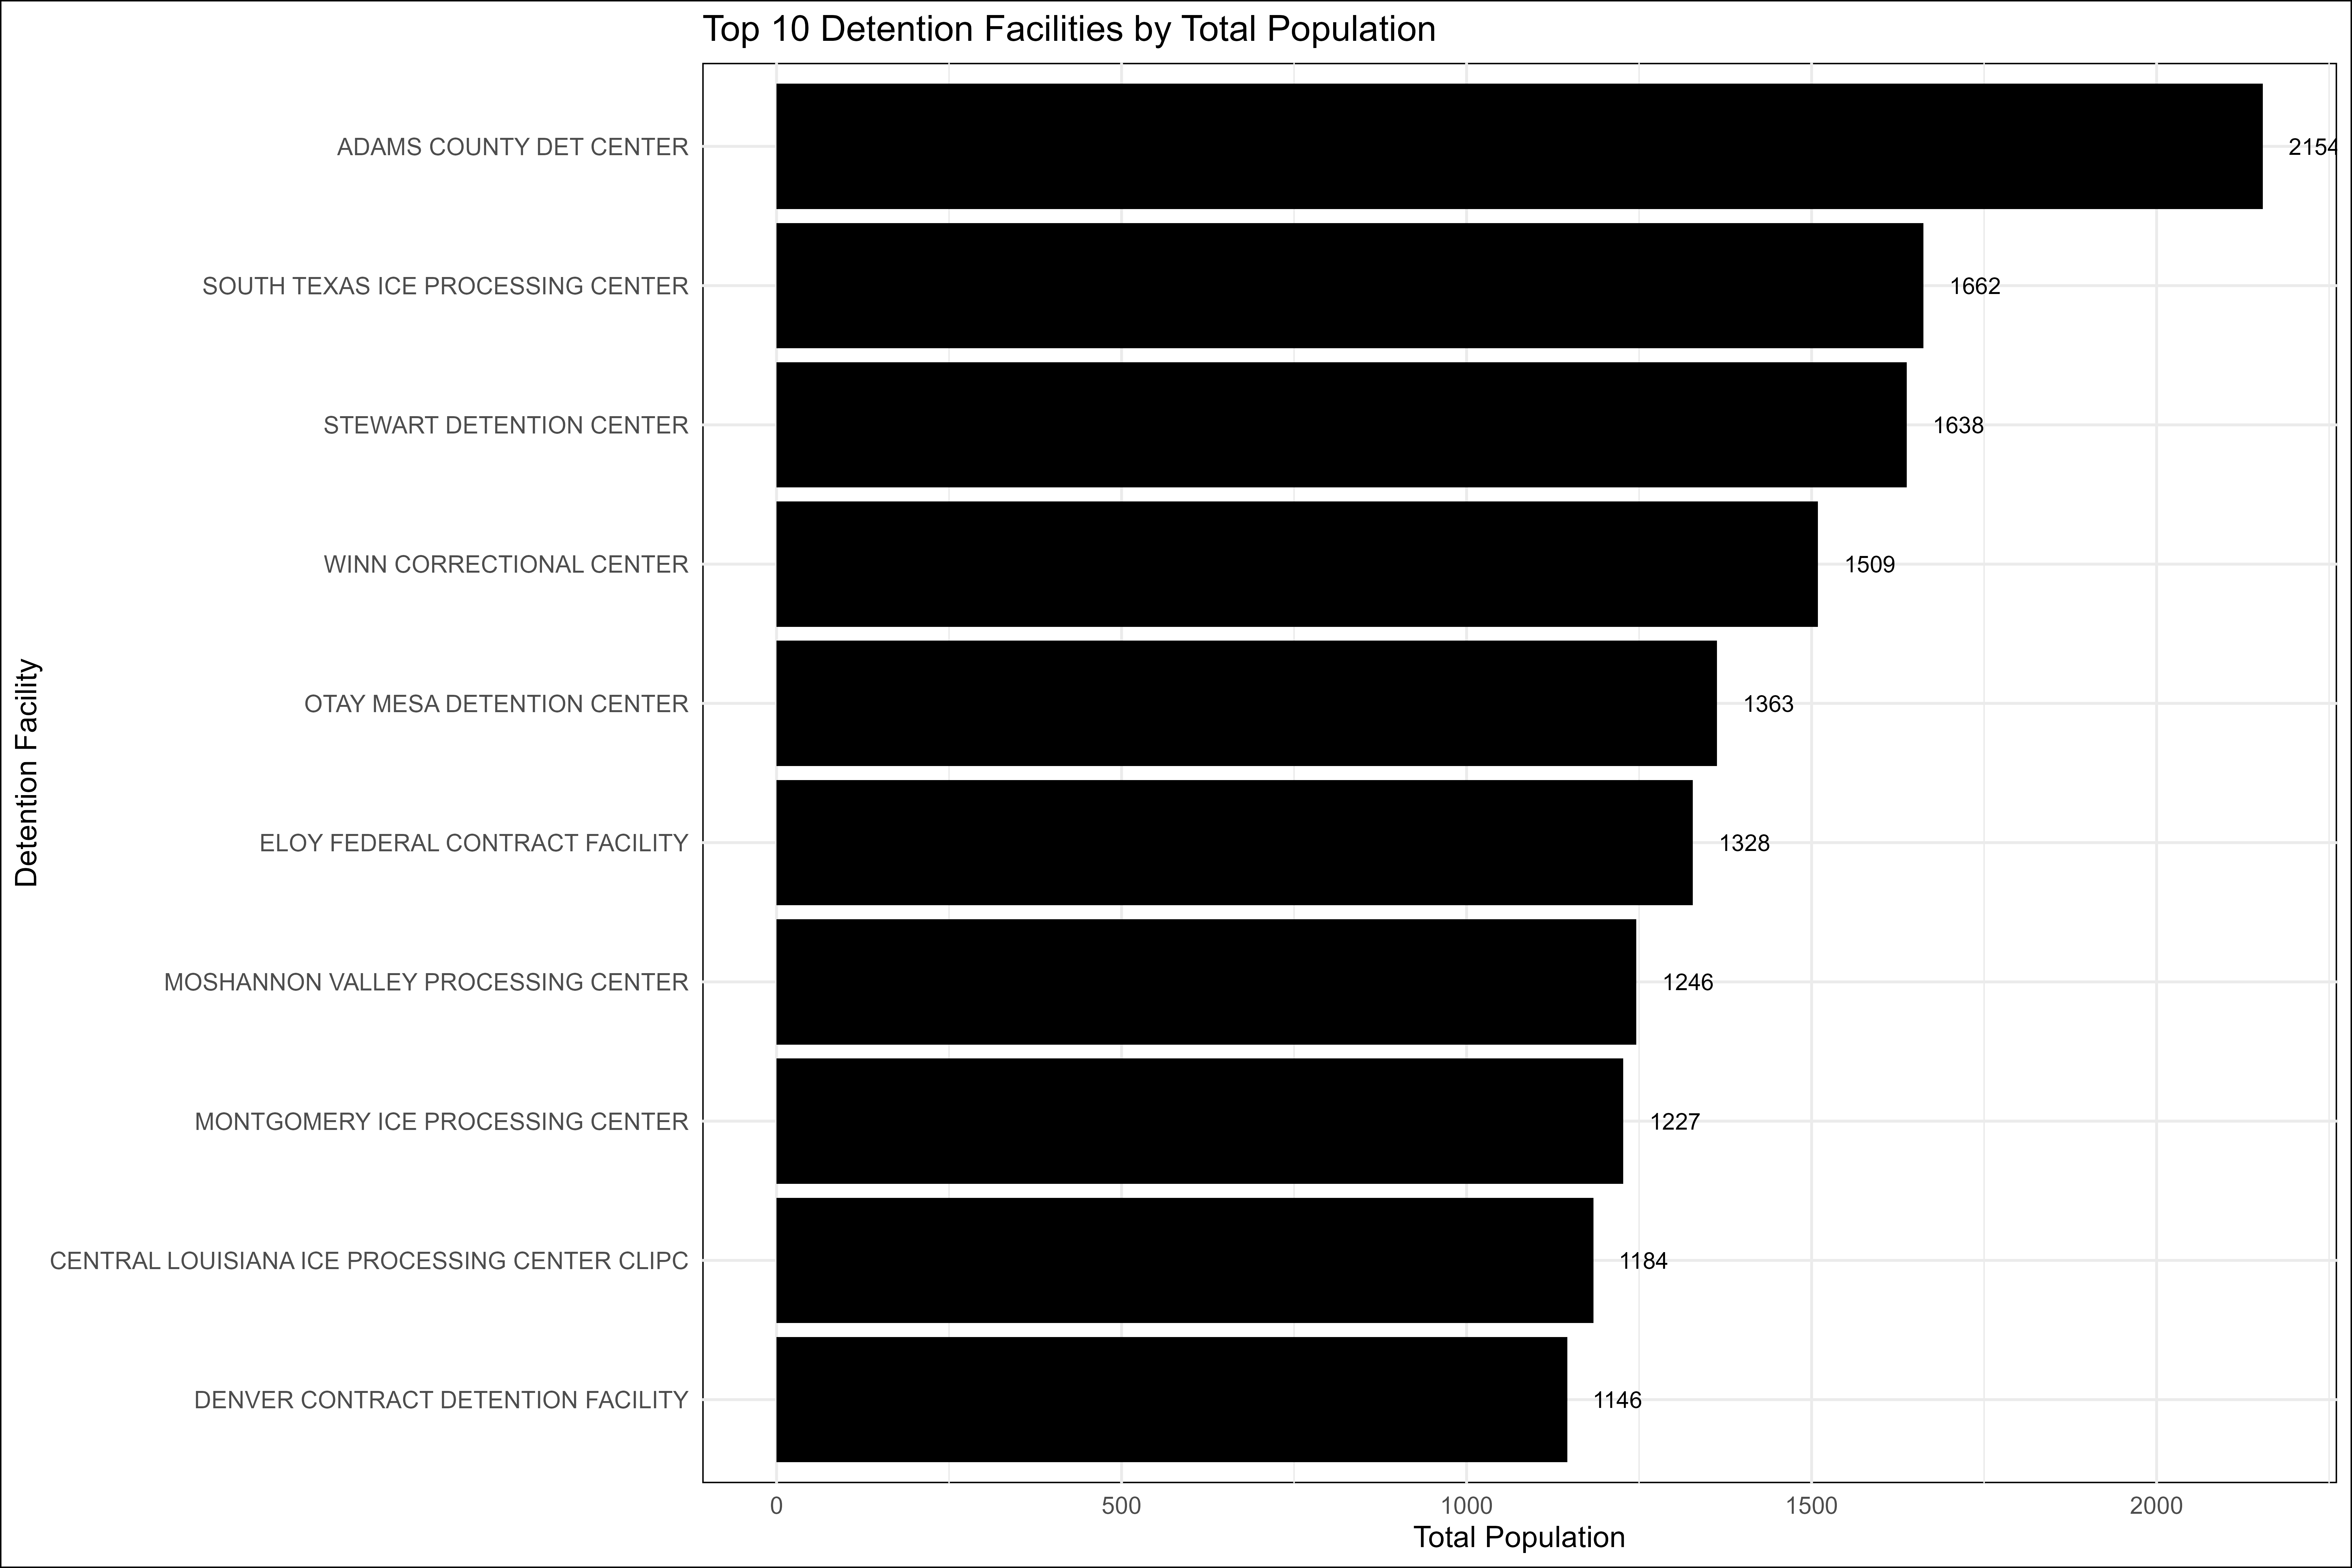 Top 10 Detention Facilities by Total Population
ADAMS COUNTY DET CENTER
2154
SOUTH TEXAS ICE PROCESSING CENTER
1662
STEWART DETENTION CENTER
1638
WINN CORRECTIONAL CENTER
1509
OTAY MESA DETENTION CENTER
1363
ELOY FEDERAL CONTRACT FACILITY
1328
MOSHANNON VALLEY PROCESSING CENTER
1246
MONTGOMERY ICE PROCESSING CENTER
1227
CENTRAL LOUISIANA ICE PROCESSING CENTER CLIPC
1184
DENVER CONTRACT DETENTION FACILITY
1146
Detention Facility
0 500 1000 1500 2000
Total Population